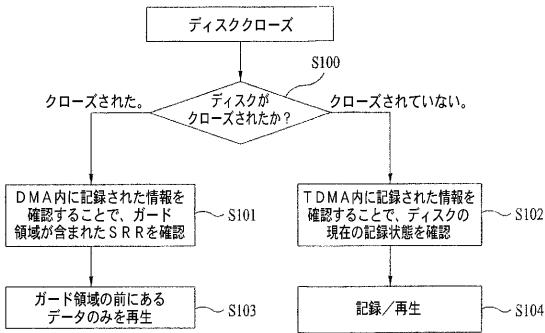 ディスククローズ
S100
クローズされた。
ディスクが
クローズされたか?
クローズされていない。
DMA内に記録された情報を
確認することで、ガード
領域が含まれたSRRを確認
S101
TDMA内に記録された情報を
確認することで、ディスクの
現在の記録状態を確認
S102
ガード領域の前にある
データのみを再生
S103
記録/再生
S104